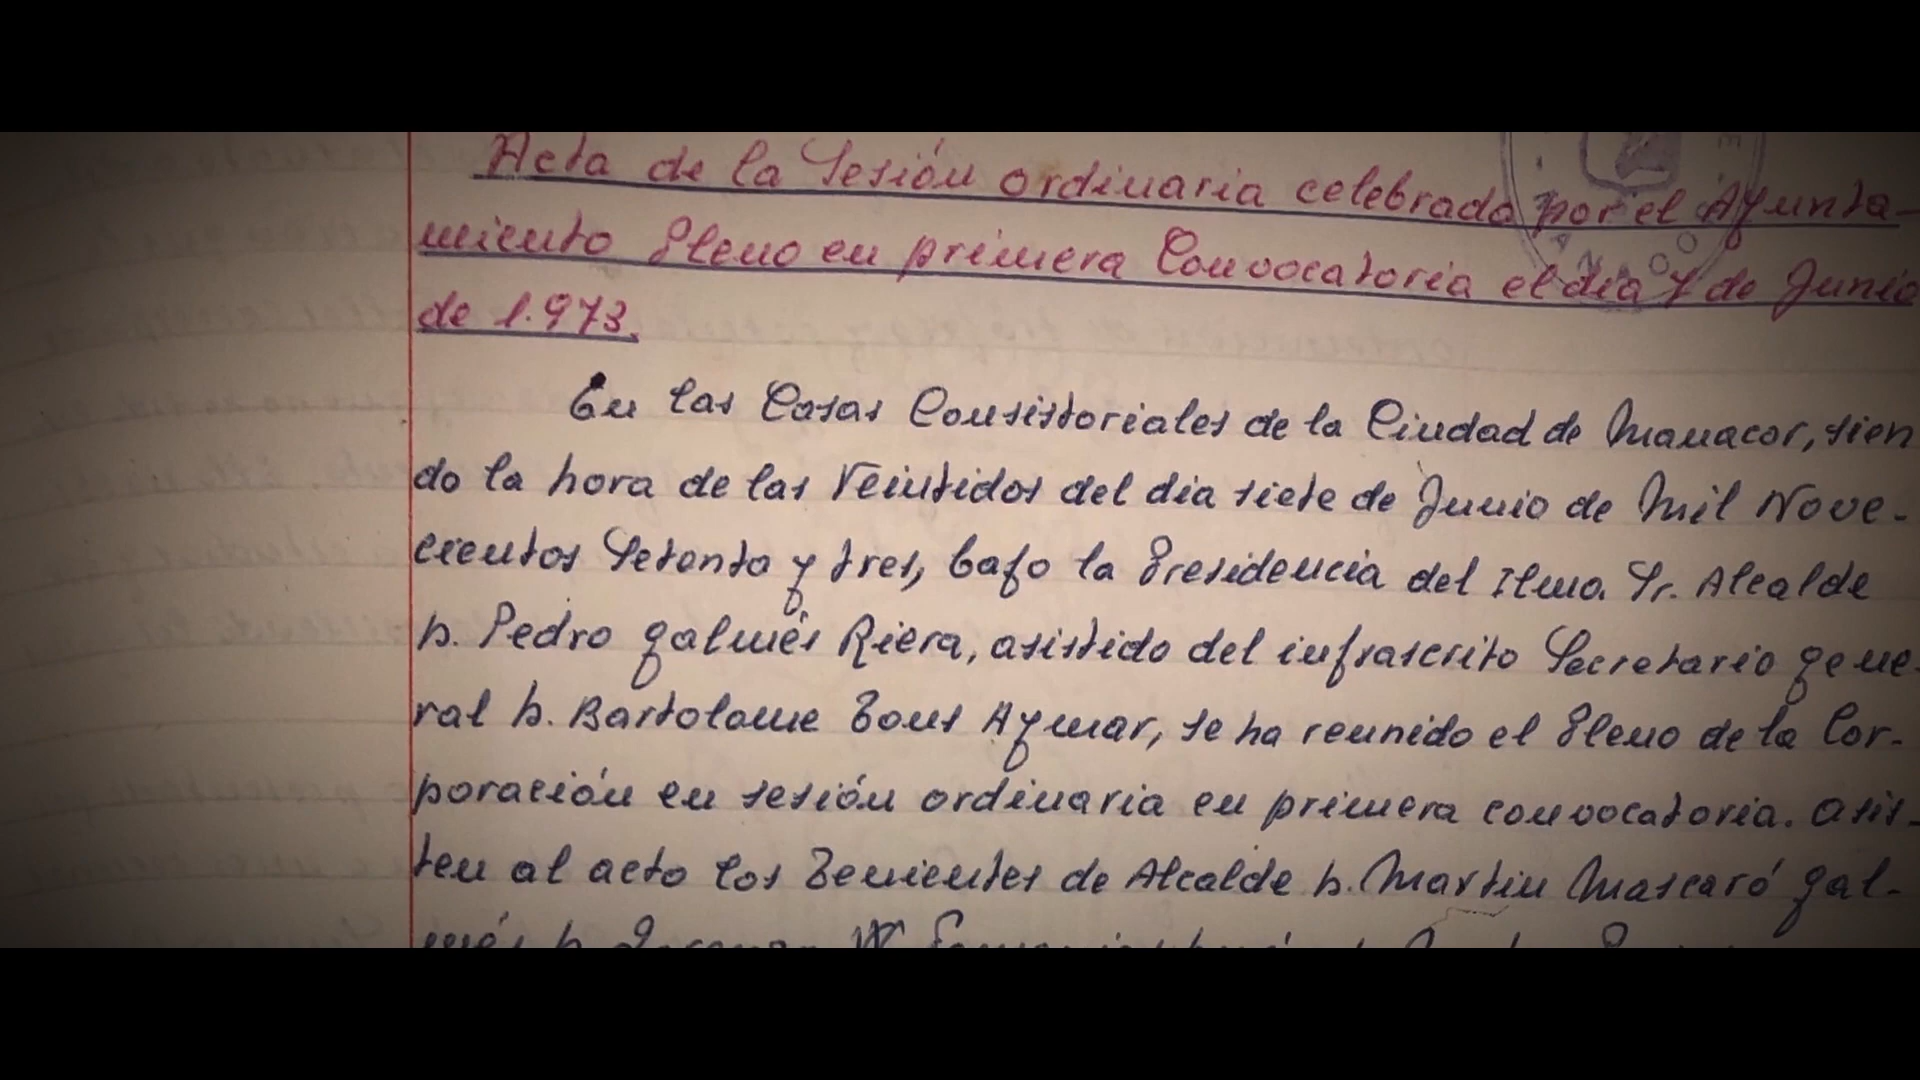 Acta de la Sesión ordinaria celebrada por el Ayunta-
miento Pleno en primera Convocatoria el día 7 de Junio
de 1.973.
En las Casas Consistoriales de la Ciudad de Manacor, sien
do la hora de las Veintidos del dia siete de Junio de Mil Nove-
cientos Setenta y tres, bajo la Presidencia del Ilmo. Sr. Alcalde
D. Pedro Galmés Riera, asistido del infrascrito Secretario gene-
ral D. Bartolome Tous Aymar, se ha reunido el Pleno de la Cor-
poración en sesión ordinaria en primera convocatoria. Asis-
ten al acto los Tenientes de Alcalde D. Martin Mascaró Gal-
més D.